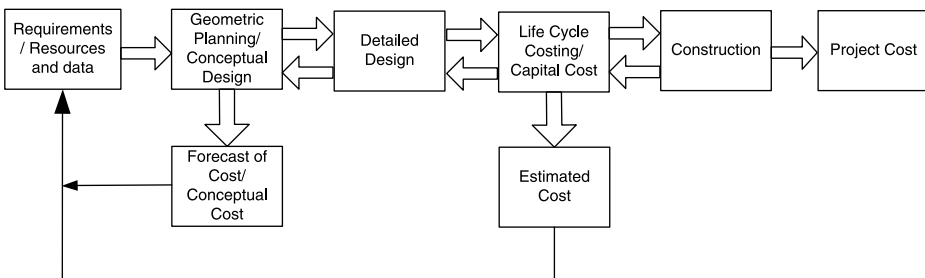 Requirements
/ Resources
and data
Geometric
Planning/
Conceptual
Design
Detailed
Design
Life Cycle
Costing/
Capital Cost
Construction
Project Cost
Forecast of
Cost/
Conceptual
Cost
Estimated
Cost